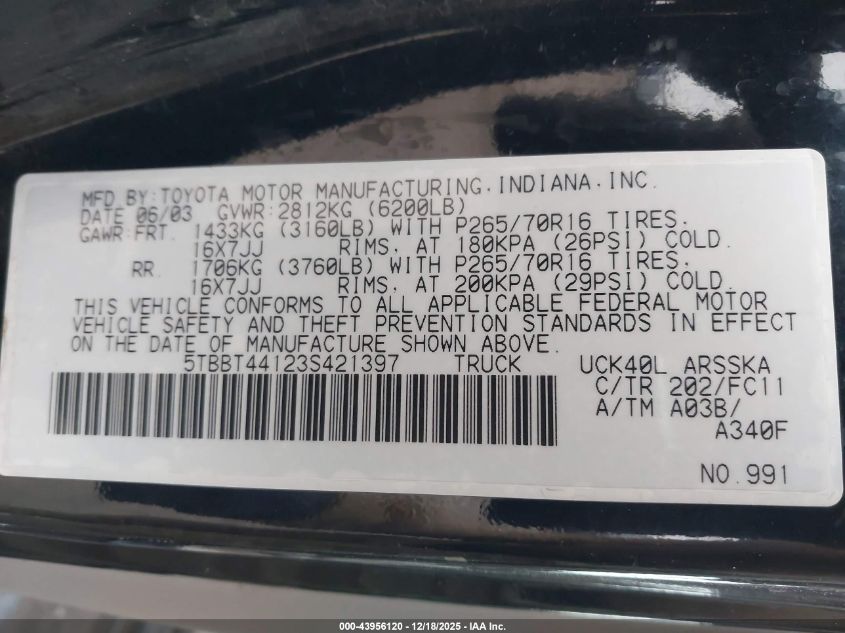 MFD BY:TOYOTA MOTOR MANUFACTURING.INDIANA.INC.
DATE 06/03 GVWR:2812KG (6200LB)
GAWR:FRT. 1433KG (3160LB) WITH P265/70R16 TIRES.
16X7JJ RIMS. AT 180KPA (26PSI) COLD.
RR. 1706KG (3760LB) WITH P265/70R16 TIRES.
16X7JJ RIMS. AT 200KPA (29PSI) COLD.
THIS VEHICLE CONFORMS TO ALL APPLICABLE FEDERAL MOTOR
VEHICLE SAFETY AND THEFT PREVENTION STANDARDS IN EFFECT
ON THE DATE OF MANUFACTURE SHOWN ABOVE.
5TBBT44123S421397 TRUCK UCK40L ARSSKA
C/TR 202/FC11
A/TM A03B/
A340F
NO.991
000-43956120 - 12/18/2025 - IAA Inc.